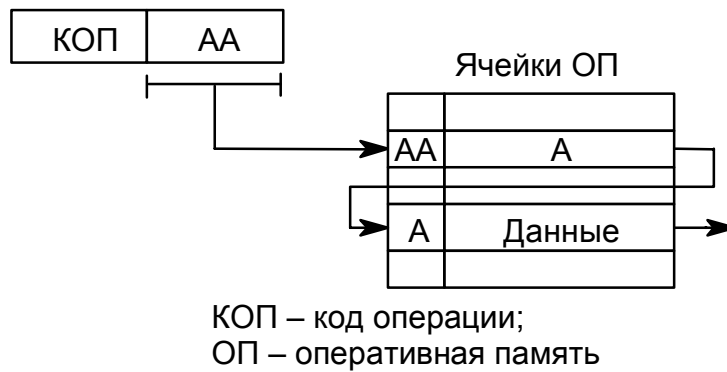 КОП АА
Ячейки ОП
АА А
А Данные
КОП – код операции;
ОП – оперативная память